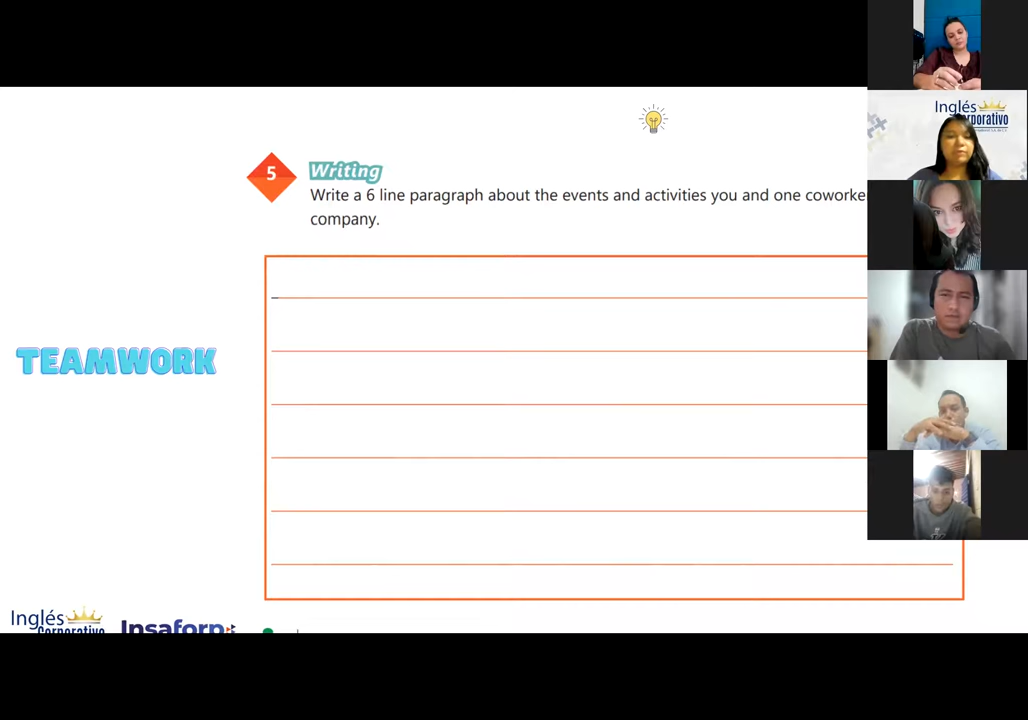 Inglés
Corporativo
5
Writing
Write a 6 line paragraph about the events and activities you and one coworke
company.
TEAMWORK
Inglés
Corporativo
Insaforp